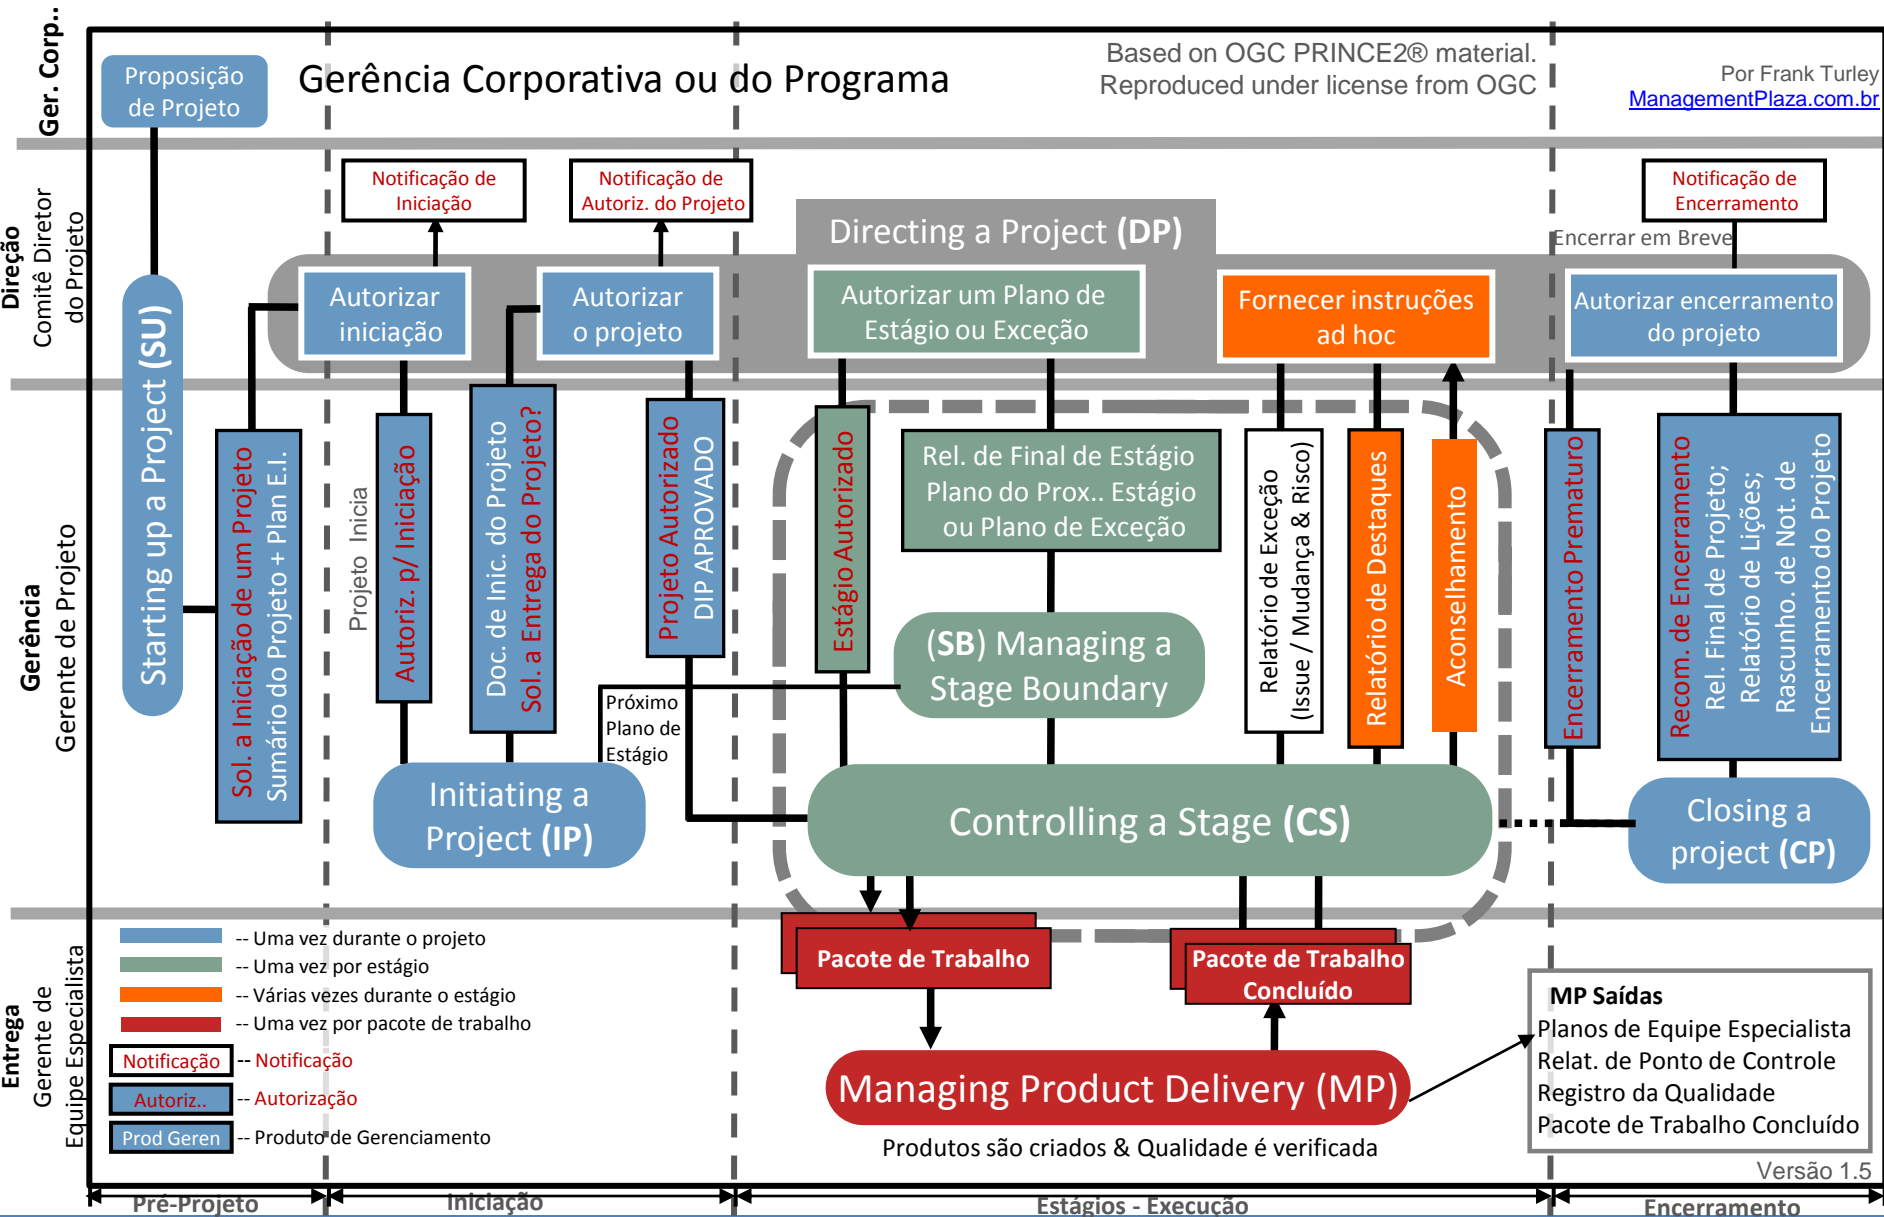 Ger. Corp..
Proposição
de Projeto
Gerência Corporativa ou do Programa
Based on OGC PRINCE2® material.
Reproduced under license from OGC
Por Frank Turley
ManagementPlaza.com.br
Direção
Comitê Diretor
do Projeto
Notificação de
Iniciação
Notificação de
Autoriz. do Projeto
Notificação de
Encerramento
Directing a Project (DP)
Encerrar em Breve
Autorizar
iniciação
Autorizar
o projeto
Autorizar um Plano de
Estágio ou Exceção
Fornecer instruções
ad hoc
Autorizar encerramento
do projeto
Gerência
Gerente de Projeto
Starting up a Project (SU)
Sol. a Iniciação de um Projeto
Sumário do Projeto + Plan E.I.
Projeto Inicia
Autoriz. p/ Iniciação
Doc. de Inic. do Projeto
Sol. a Entrega do Projeto?
Projeto Autorizado
DIP APROVADO
Estágio Autorizado
Rel. de Final de Estágio
Plano do Prox.. Estágio
ou Plano de Exceção
Relatório de Exceção
(Issue / Mudança & Risco)
Relatório de Destaques
Aconselhamento
Encerramento Prematuro
Recom. de Encerramento
Rel. Final de Projeto;
Relatório de Lições;
Rascunho. de Not. de
Encerramento do Projeto
(SB) Managing a
Stage Boundary
Próximo
Plano de
Estágio
Initiating a
Project (IP)
Controlling a Stage (CS)
Closing a
project (CP)
Entrega
Gerente de
Equipe Especialista
-- Uma vez durante o projeto
-- Uma vez por estágio
-- Várias vezes durante o estágio
-- Uma vez por pacote de trabalho
Notificação -- Notificação
Autoriz.. -- Autorização
Prod Geren -- Produto de Gerenciamento
Pacote de Trabalho
Pacote de Trabalho
Concluído
Managing Product Delivery (MP)
Produtos são criados & Qualidade é verificada
MP Saídas
Planos de Equipe Especialista
Relat. de Ponto de Controle
Registro da Qualidade
Pacote de Trabalho Concluído
Versão 1.5
Pré-Projeto
Iniciação
Estágios - Execução
Encerramento